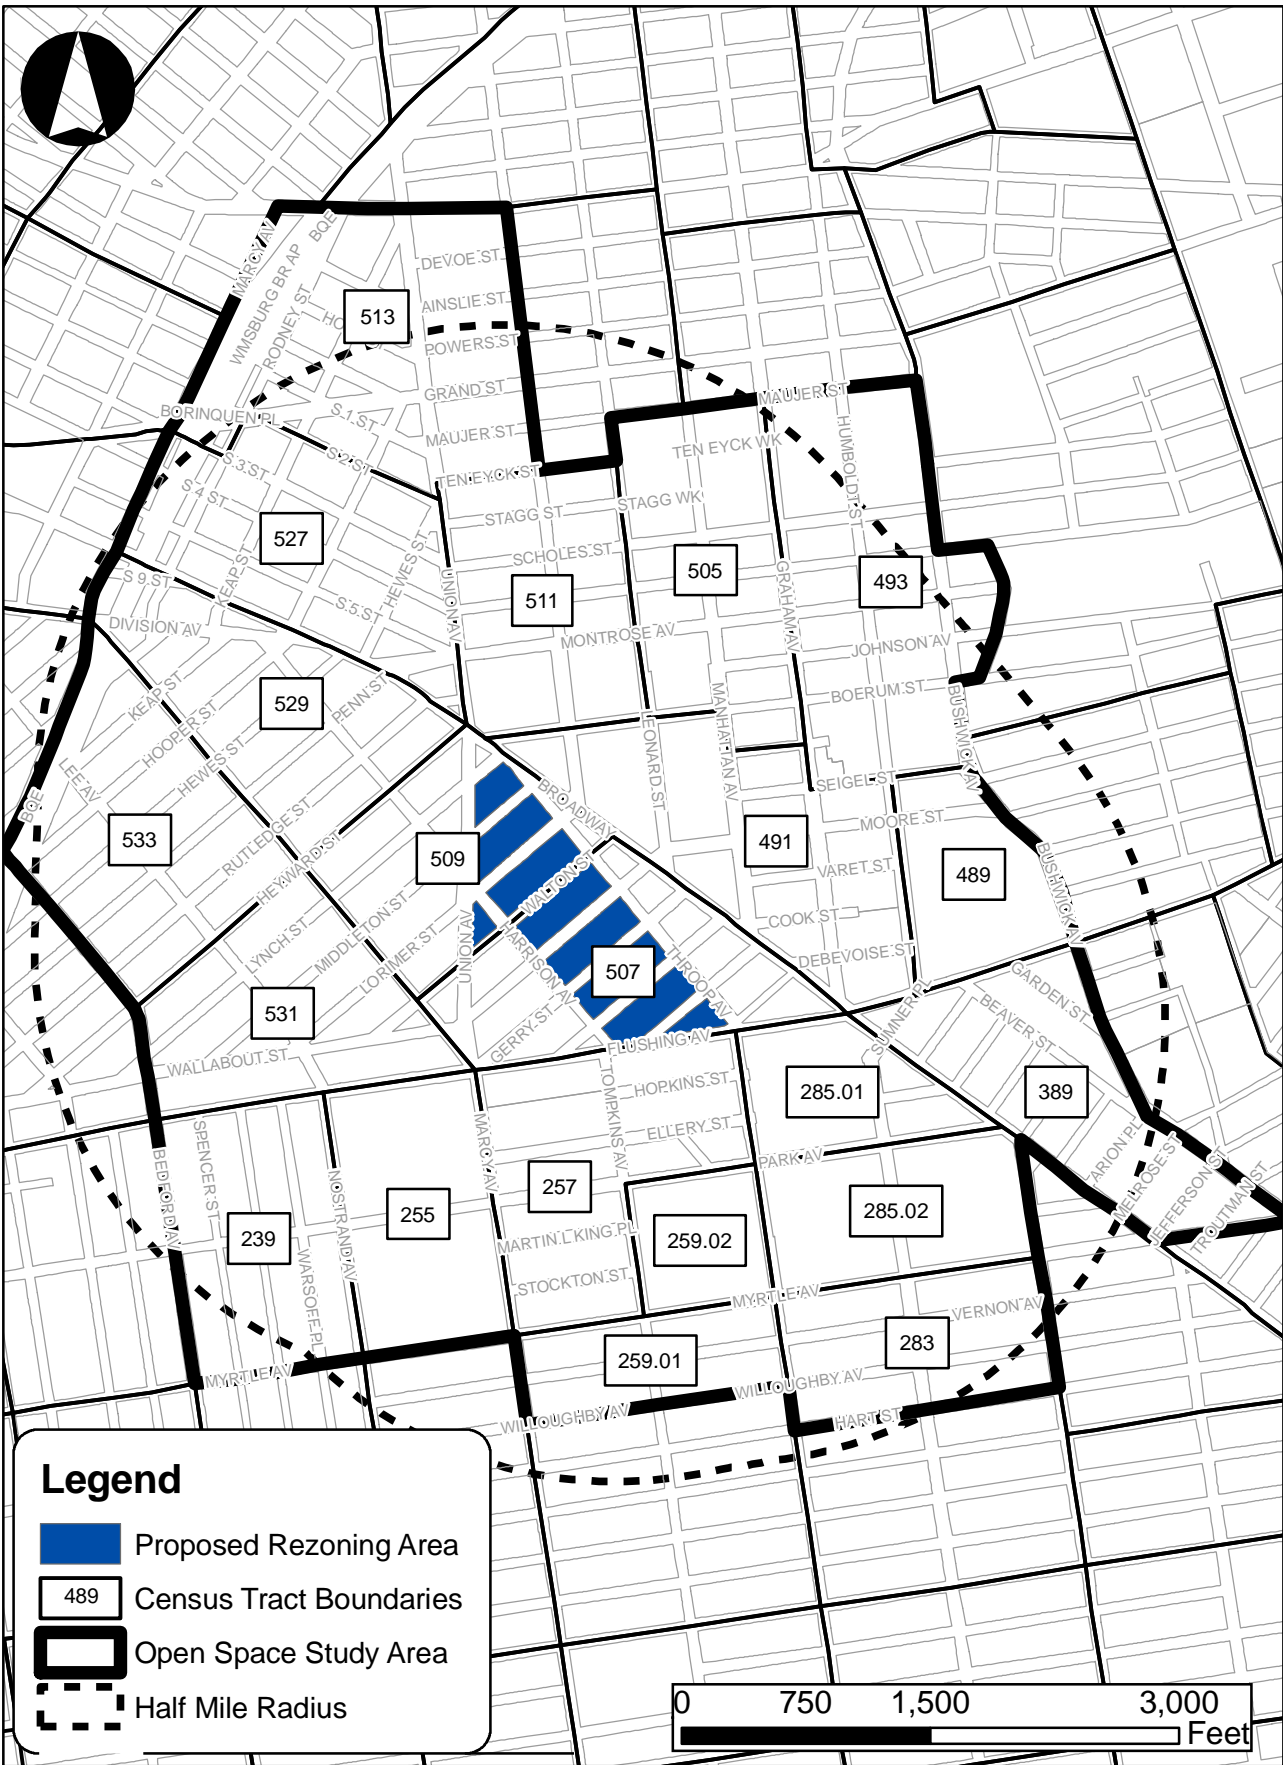 MARCY AV
WMSBURG BR AP
BQE
RODNEY ST
DEVOE ST
AINSLIE ST
513
POWERS ST
GRAND ST
MAUJER ST
BORINQUEN PL
S 1 ST
S 2 ST
S 3 ST
S 4 ST
MAUJER ST
TEN EYCK WK
TEN EYCK ST
HUMBOLDT ST
STAGG WK
STAGG ST
527
SCHOLES ST
505
493
511
S 9 ST
KEAP ST
HEWES ST
S 5 ST
UNION AV
GRAHAM AV
DIVISION AV
MONTROSE AV
JOHNSON AV
BOERUM ST
KEAP ST
529
PENN ST
HOOPER ST
HEWES ST
LEONARD ST
MANHATTAN AV
BUSHWICK AV
LEE AV
BQE
BROADWAY
SEIGEL ST
MOORE ST
533
RUTLEDGE ST
HEYWARD ST
509
491
489
VARET ST
BUSHWICK AV
WALTON ST
MIDDLETON ST
LYNCH ST
LORIMER ST
UNION AV
HARRISON AV
COOK ST
DEBEVOISE ST
507
THROOP AV
GARDEN ST
BEAVER ST
531
GERRY ST
SUMNER PL
WALLABOUT ST
FLUSHING AV
HOPKINS ST
TOMPKINS AV
285.01
389
ELLERY ST
ARION PL
SPENCER ST
BEDFORD AV
NOSTRAND AV
MARCY AV
PARK AV
MELROSE ST
JEFFERSON ST
TROUTMAN ST
257
239
255
259.02
285.02
MARTIN L KING PL
WARSOFF PL
STOCKTON ST
MYRTLE AV
VERNON AV
283
259.01
MYRTLE AV
WILLOUGHBY AV
WILLOUGHBY AV
HART ST
Legend
Proposed Rezoning Area
489 Census Tract Boundaries
Open Space Study Area
Half Mile Radius
0 750 1,500 3,000
Feet